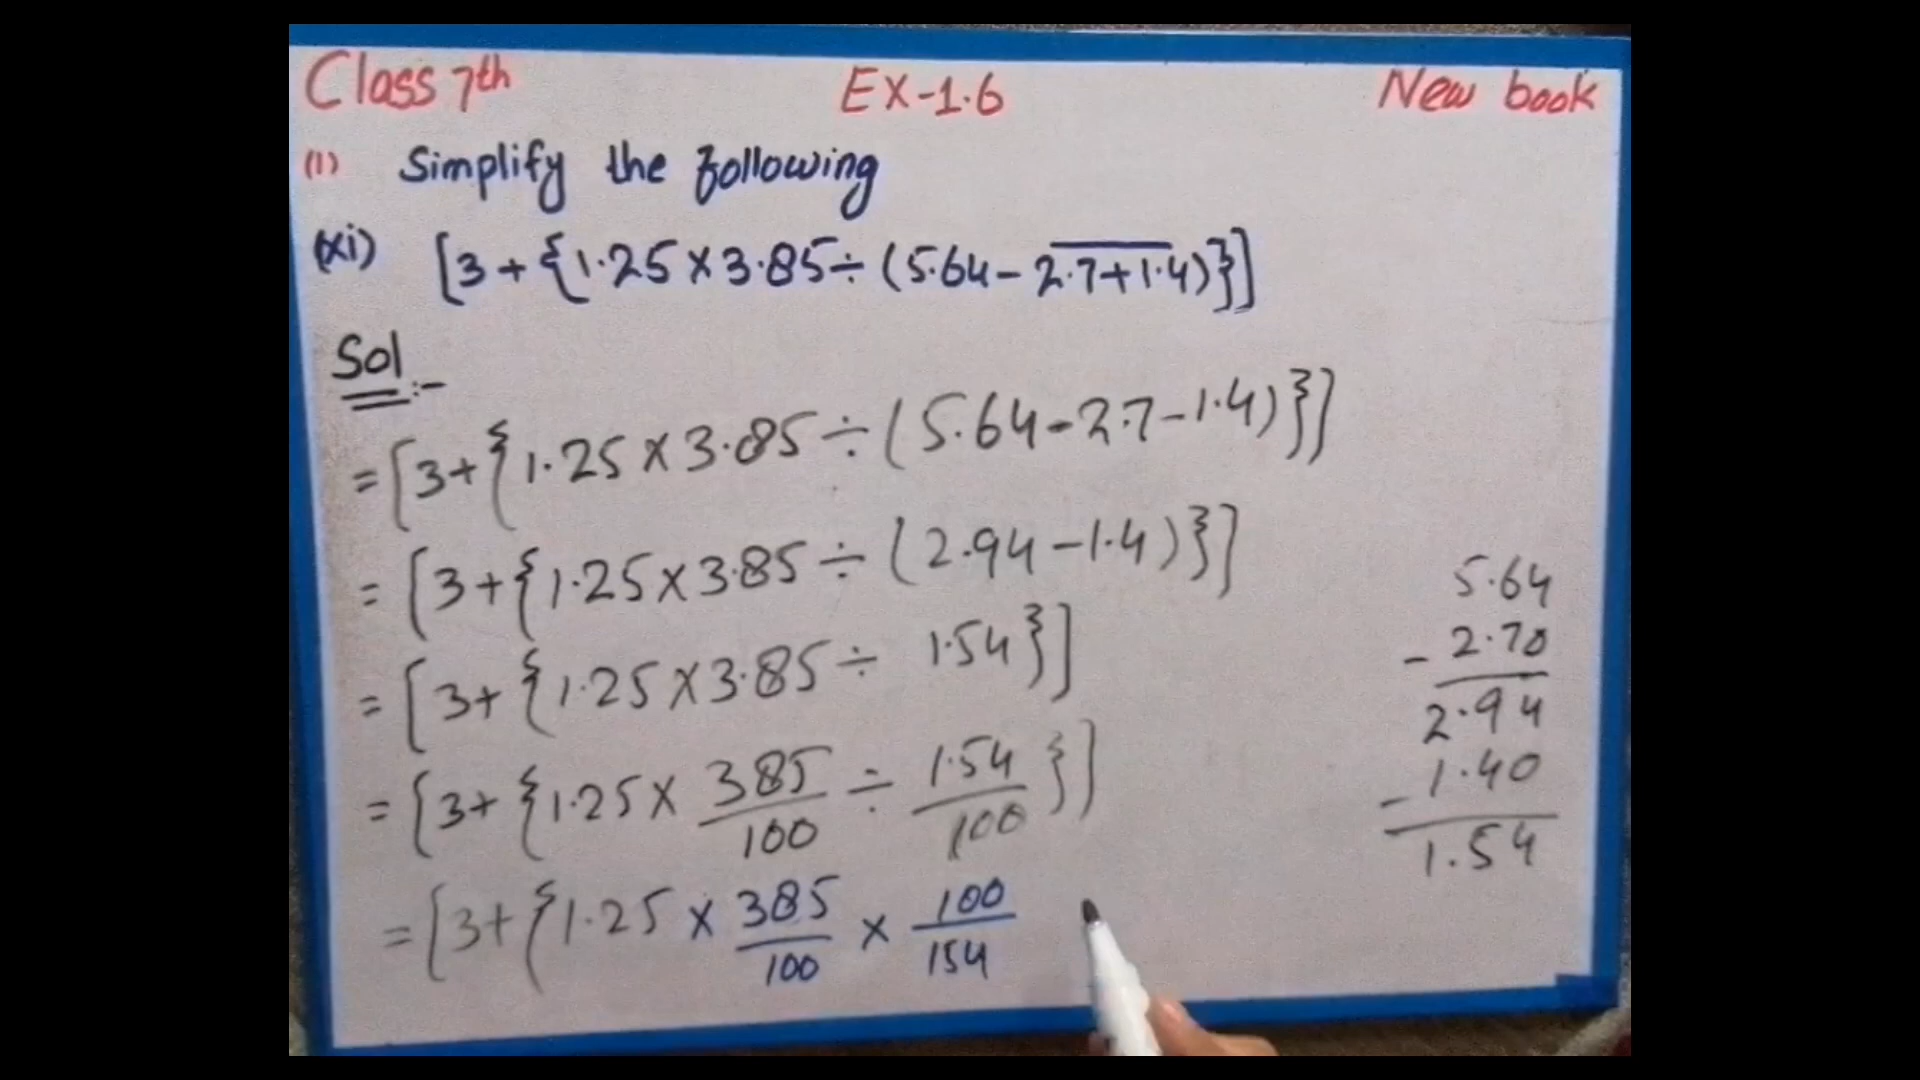 Class 7th EX-1.6 New book
(1) Simplify the following
(xi) [3+{1.25×3.85÷(5.64-2.7+1.4)}]
Sol:-
=[3+{1.25×3.85÷(5.64-2.7-1.4)}]
=[3+{1.25×3.85÷(2.94-1.4)}]
=[3+{1.25×3.85÷ 1.54}]
=[3+{1.25× 385/100 ÷ 1.54/100}]
=[3+{1.25 × 385/100 × 100/154
5.64
- 2.70
2.94
- 1.40
1.54